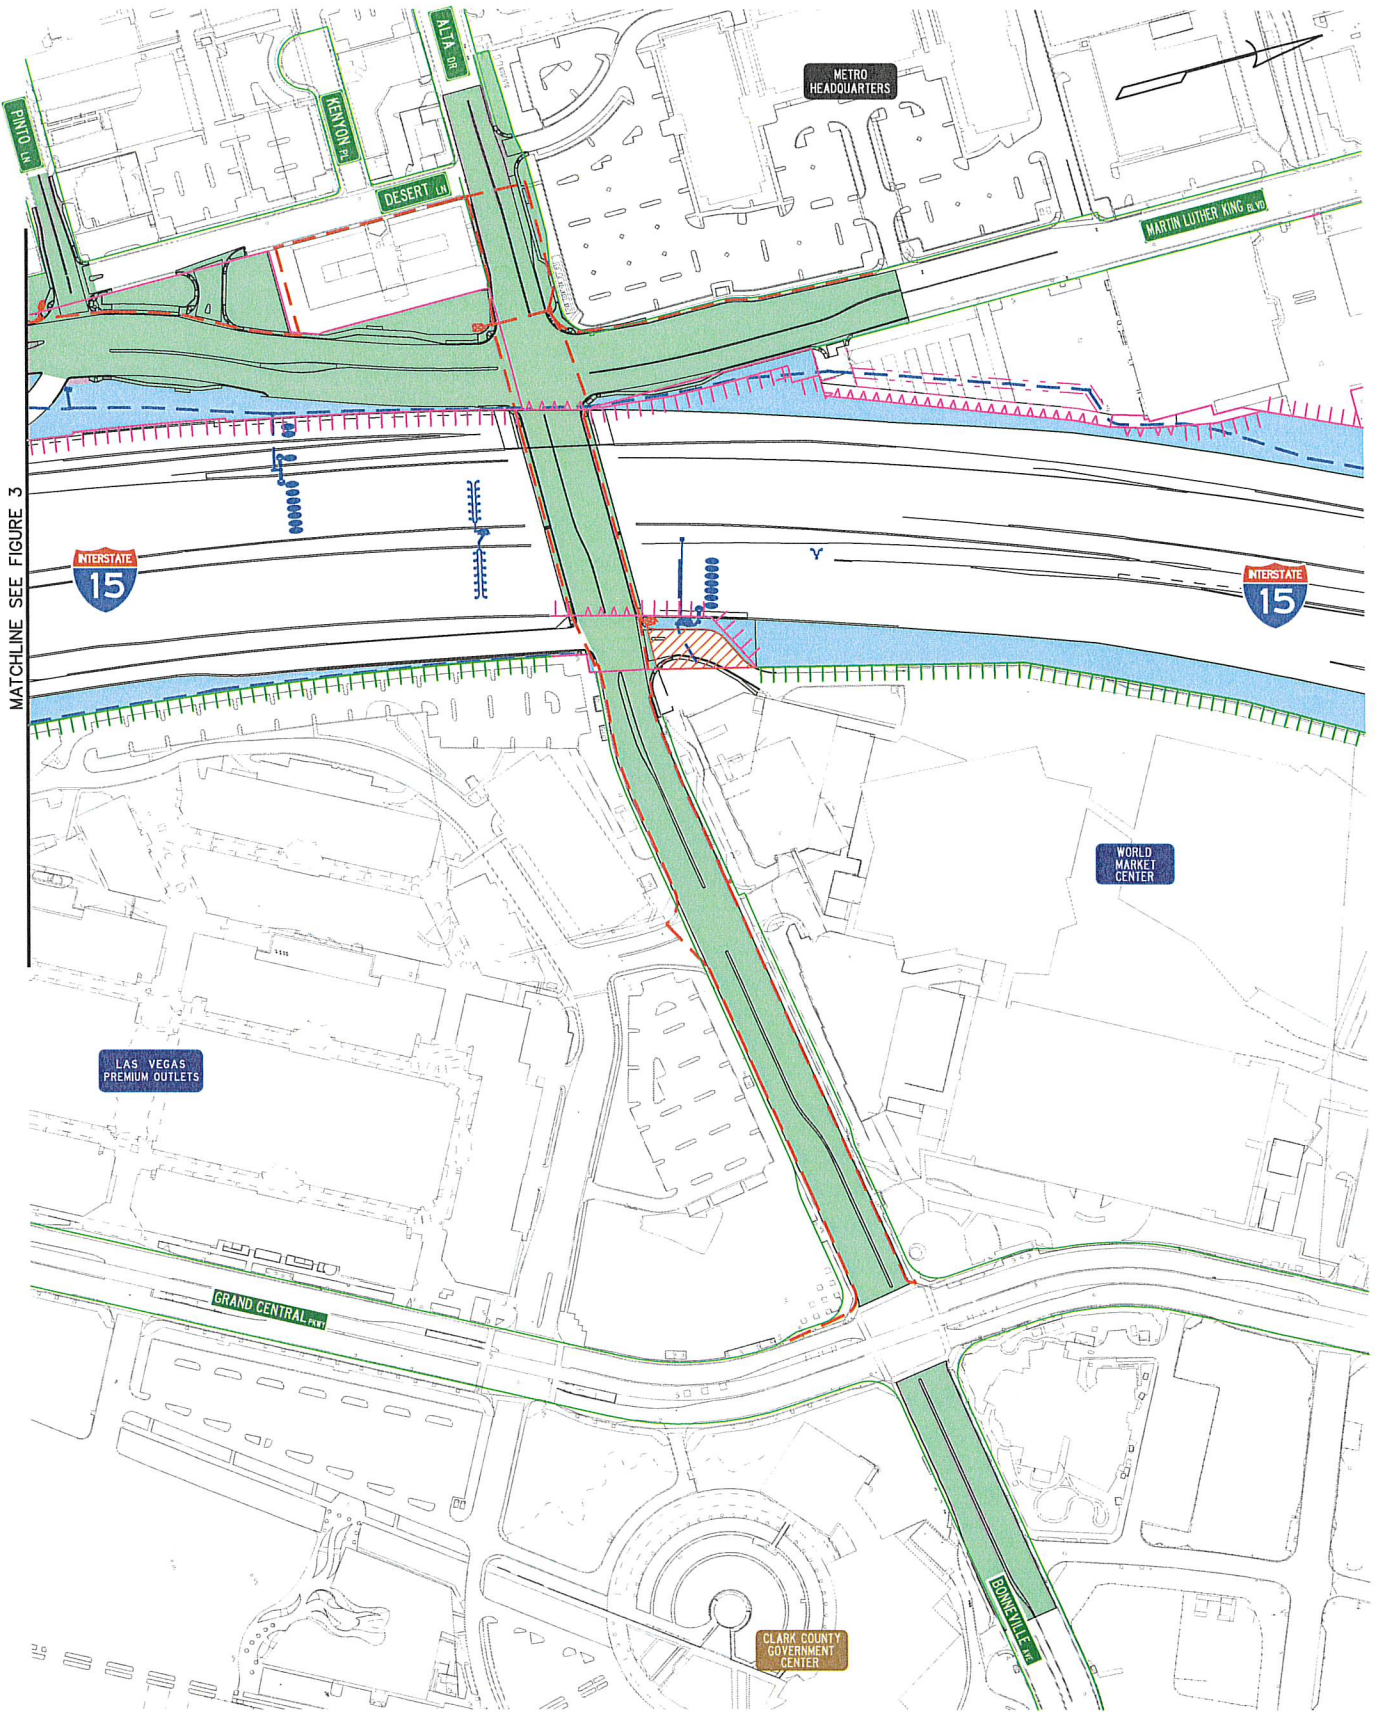 ALTA DR
METRO
HEADQUARTERS
PINTO LN
KENYON PL
DESERT LN
MARTIN LUTHER KING BLVD
MATCHLINE SEE FIGURE 3
INTERSTATE
15
INTERSTATE
15
WORLD
MARKET
CENTER
LAS VEGAS
PREMIUM OUTLETS
GRAND CENTRAL PKWY
BONNEVILLE AVE
CLARK COUNTY
GOVERNMENT
CENTER